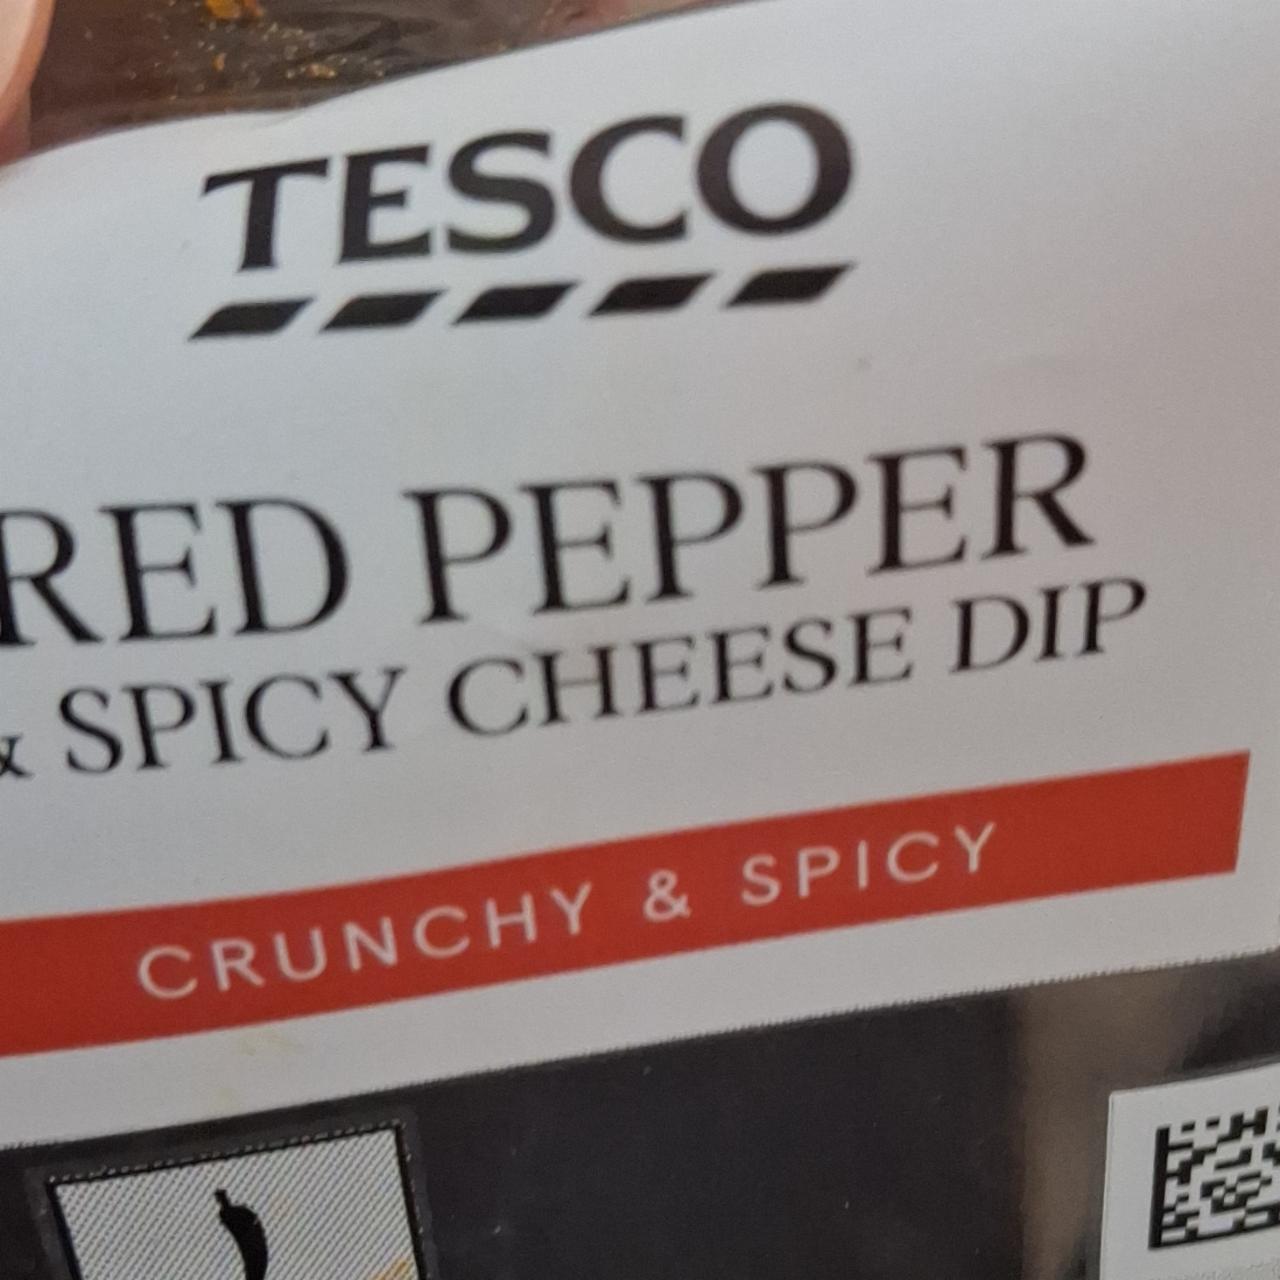 TESCO
RED PEPPER
& SPICY CHEESE DIP
CRUNCHY & SPICY